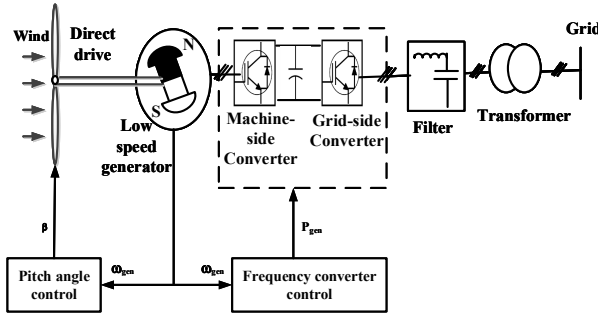 Wind
Direct
drive
N
S
Low
speed
generator
Machine-
side
Converter
Grid-side
Converter
Filter
Transformer
Grid
β
ωgen
ωgen
Pgen
Pitch angle
control
Frequency converter
control